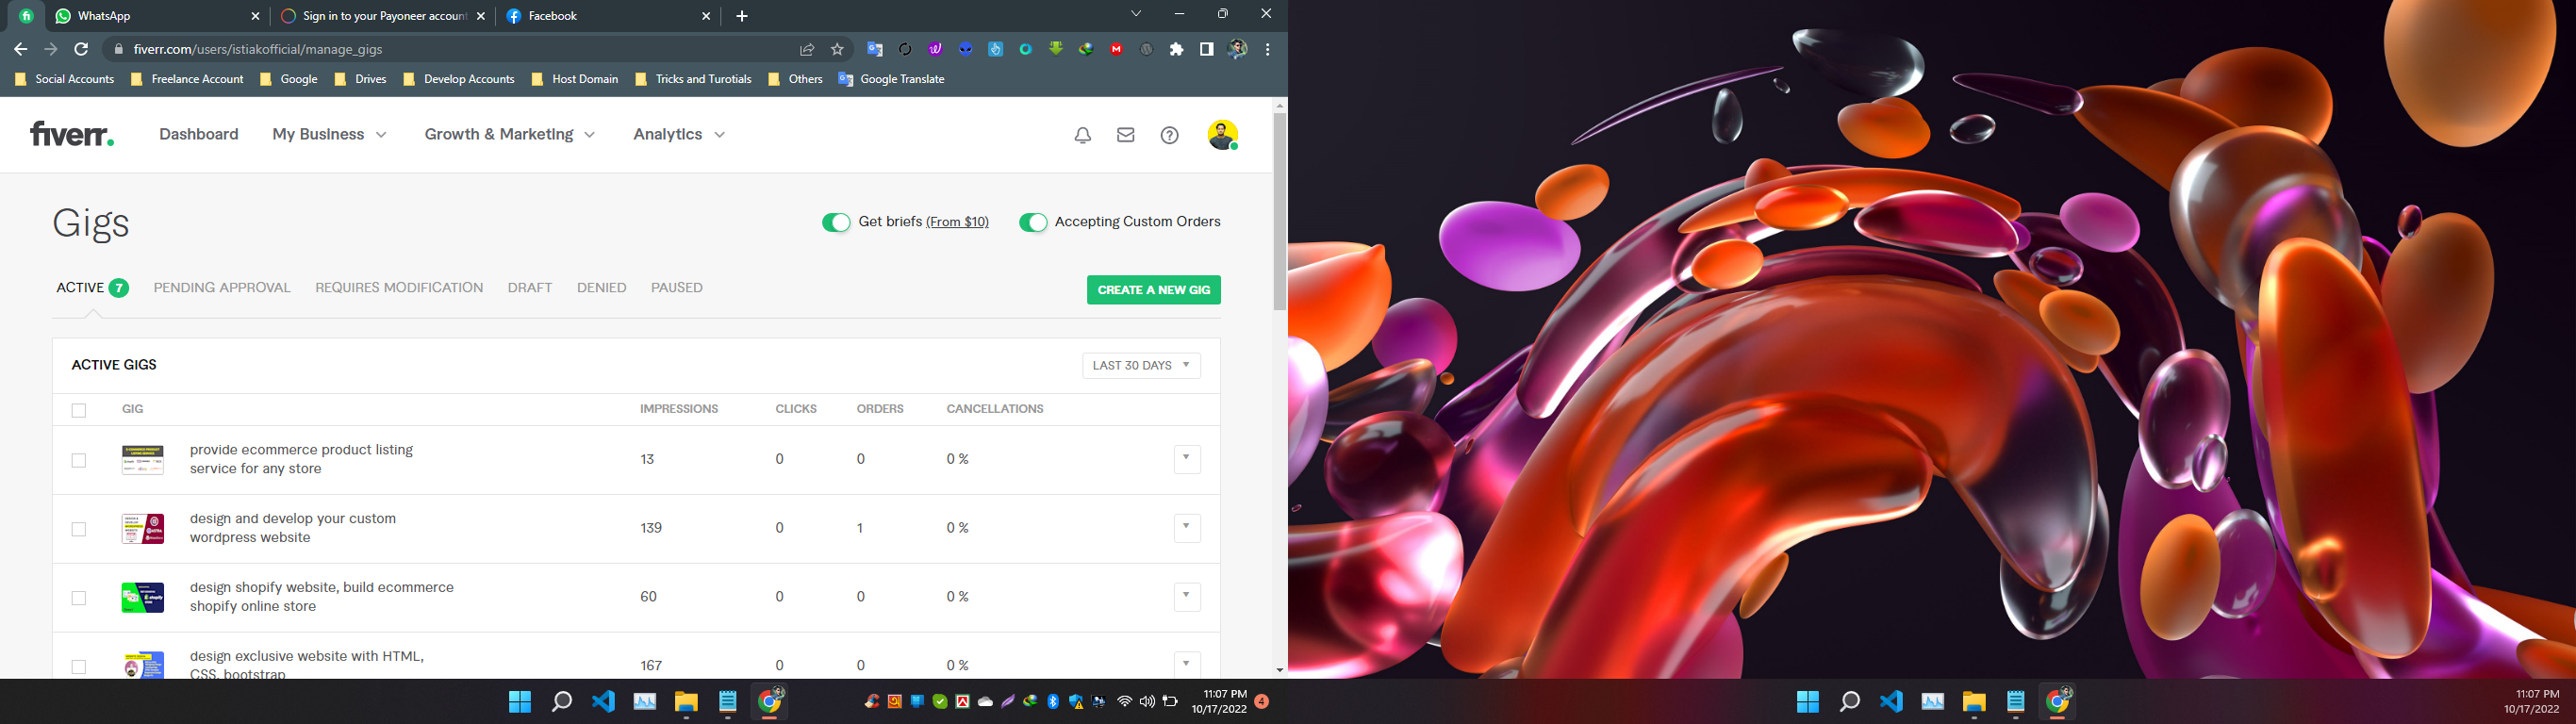 WhatsApp
Sign in to your Payoneer account
Facebook
fiverr.com/users/istiakofficial/manage_gigs
Social Accounts
Freelance Account
Google
Drives
Develop Accounts
Host Domain
Tricks and Turotials
Others
Google Translate
fiverr.
Dashboard
My Business
Growth & Marketing
Analytics
Gigs
Get briefs (From $10)
Accepting Custom Orders
ACTIVE 7
PENDING APPROVAL
REQUIRES MODIFICATION
DRAFT
DENIED
PAUSED
CREATE A NEW GIG
ACTIVE GIGS
LAST 30 DAYS
GIG IMPRESSIONS CLICKS ORDERS CANCELLATIONS
provide ecommerce product listing
service for any store
13 0 0 0 %
design and develop your custom
wordpress website
139 0 1 0 %
design shopify website, build ecommerce
shopify online store
60 0 0 0 %
design exclusive website with HTML,
CSS, bootstrap
167 0 0 0 %
11:07 PM
10/17/2022
4
11:07 PM
10/17/2022